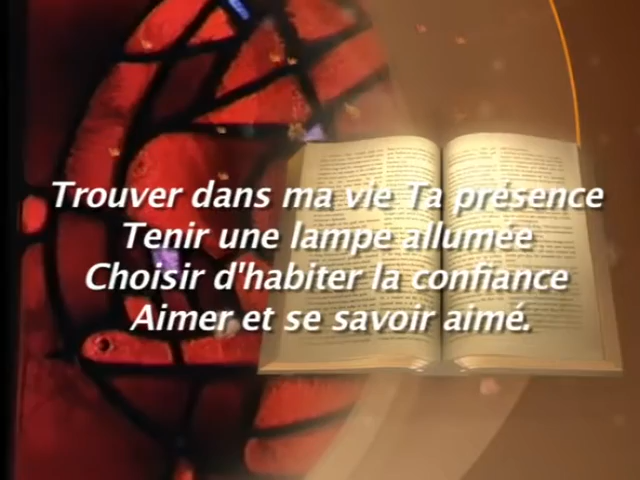 Trouver dans ma vie Ta présence
Tenir une lampe allumée
Choisir d'habiter la confiance
Aimer et se savoir aimé.